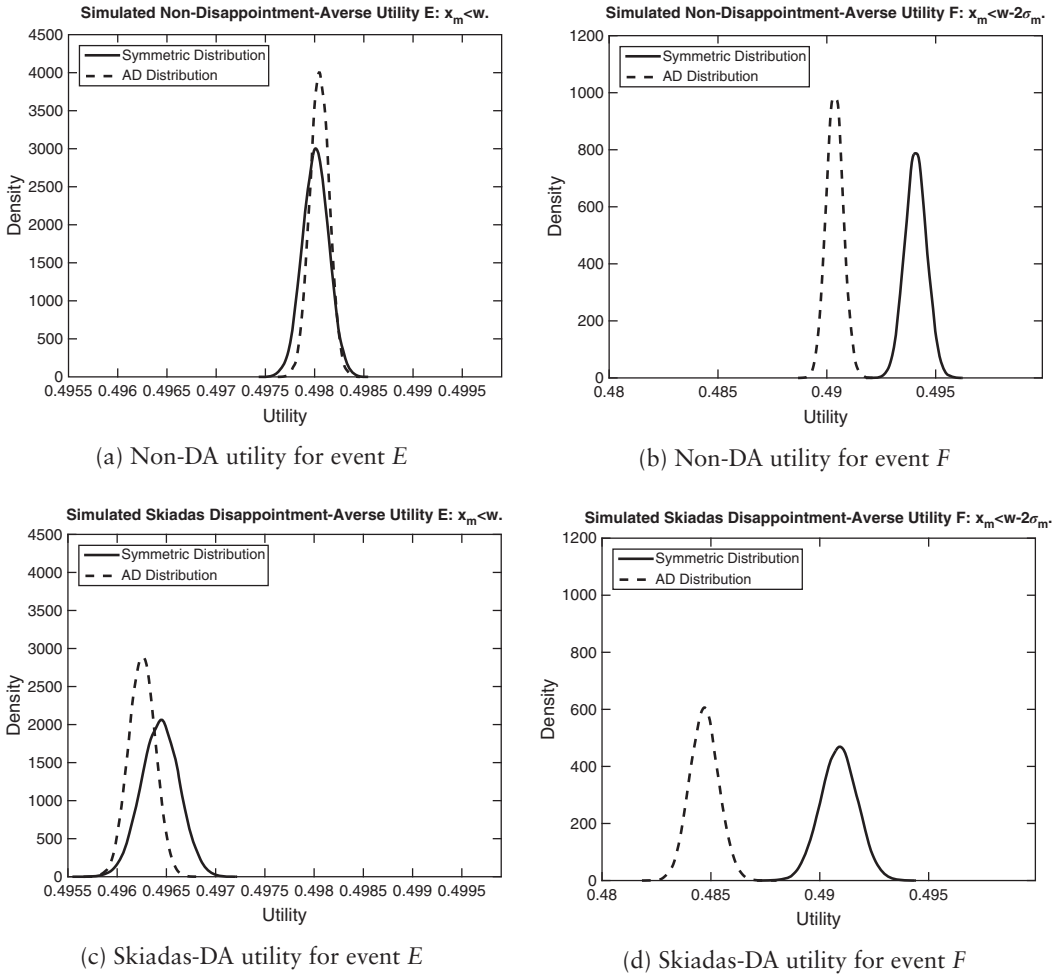 Simulated Non-Disappointment-Averse Utility E: x_m<w.
4500
4000
3500
3000
2500
2000
1500
1000
500
0
Density
Symmetric Distribution
AD Distribution
0.4955 0.496 0.4965 0.497 0.4975 0.498 0.4985 0.499 0.4995
Utility
(a) Non-DA utility for event E
Simulated Non-Disappointment-Averse Utility F: x_m<w-2σ_m.
1200
1000
800
600
400
200
0
Density
Symmetric Distribution
AD Distribution
0.48 0.485 0.49 0.495
Utility
(b) Non-DA utility for event F
Simulated Skiadas Disappointment-Averse Utility E: x_m<w.
4500
4000
3500
3000
2500
2000
1500
1000
500
0
Density
Symmetric Distribution
AD Distribution
0.4955 0.496 0.4965 0.497 0.4975 0.498 0.4985 0.499 0.4995
Utility
(c) Skiadas-DA utility for event E
Simulated Skiadas Disappointment-Averse Utility F: x_m<w-2σ_m.
1200
1000
800
600
400
200
0
Density
Symmetric Distribution
AD Distribution
0.48 0.485 0.49 0.495
Utility
(d) Skiadas-DA utility for event F